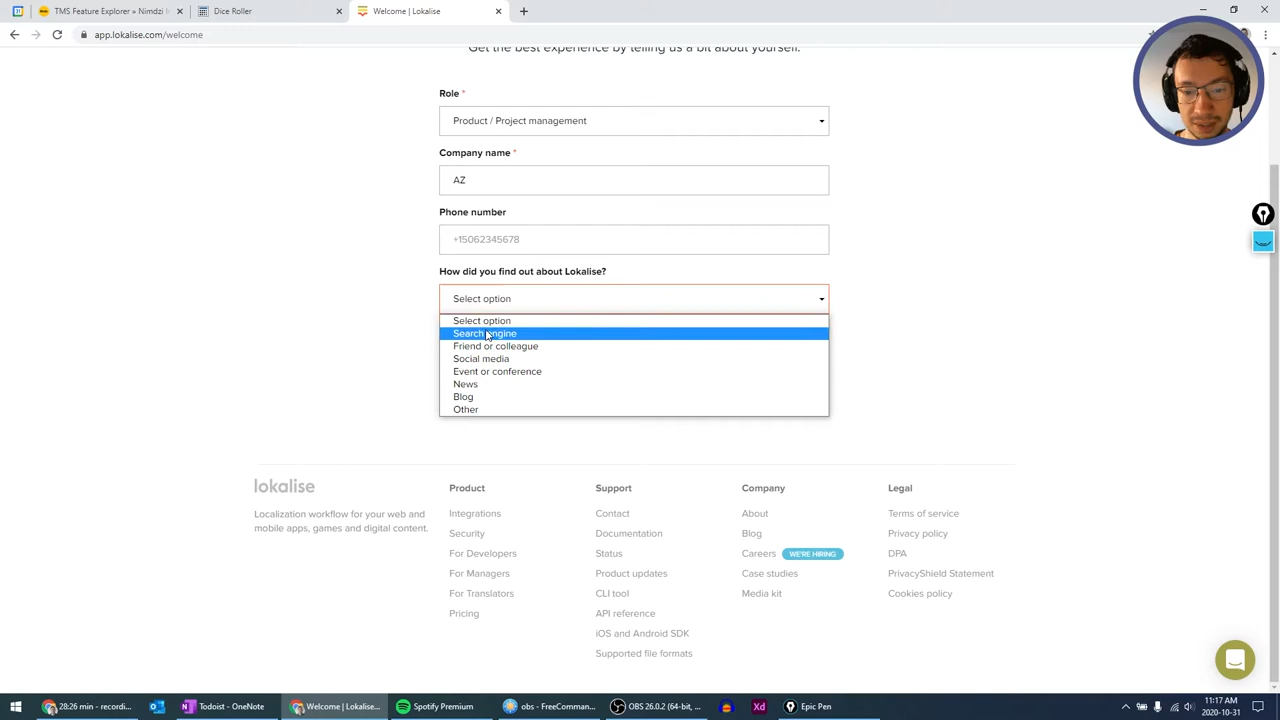 TMS Feature Explorer » Nimdzi I
Dice Roller
Welcome | Lokalise
app.lokalise.com/welcome
Get the best experience by telling us a bit about yourself.
Role *
Product / Project management
Company name *
AZ
Phone number
+15062345678
How did you find out about Lokalise?
Select option
Select option
Search engine
Friend or colleague
Social media
Event or conference
News
Blog
Other
lokalise
Localization workflow for your web and
mobile apps, games and digital content.
Product
Integrations
Security
For Developers
For Managers
For Translators
Pricing
Support
Contact
Documentation
Status
Product updates
CLI tool
API reference
iOS and Android SDK
Supported file formats
Company
About
Blog
Careers WE'RE HIRING
Case studies
Media kit
Legal
Terms of service
Privacy policy
DPA
PrivacyShield Statement
Cookies policy
28:26 min - recordi...
Todoist - OneNote
Welcome | Lokalise...
Spotify Premium
obs - FreeComman...
OBS 26.0.2 (64-bit, ...
Xd
Epic Pen
11:17 AM
2020-10-31